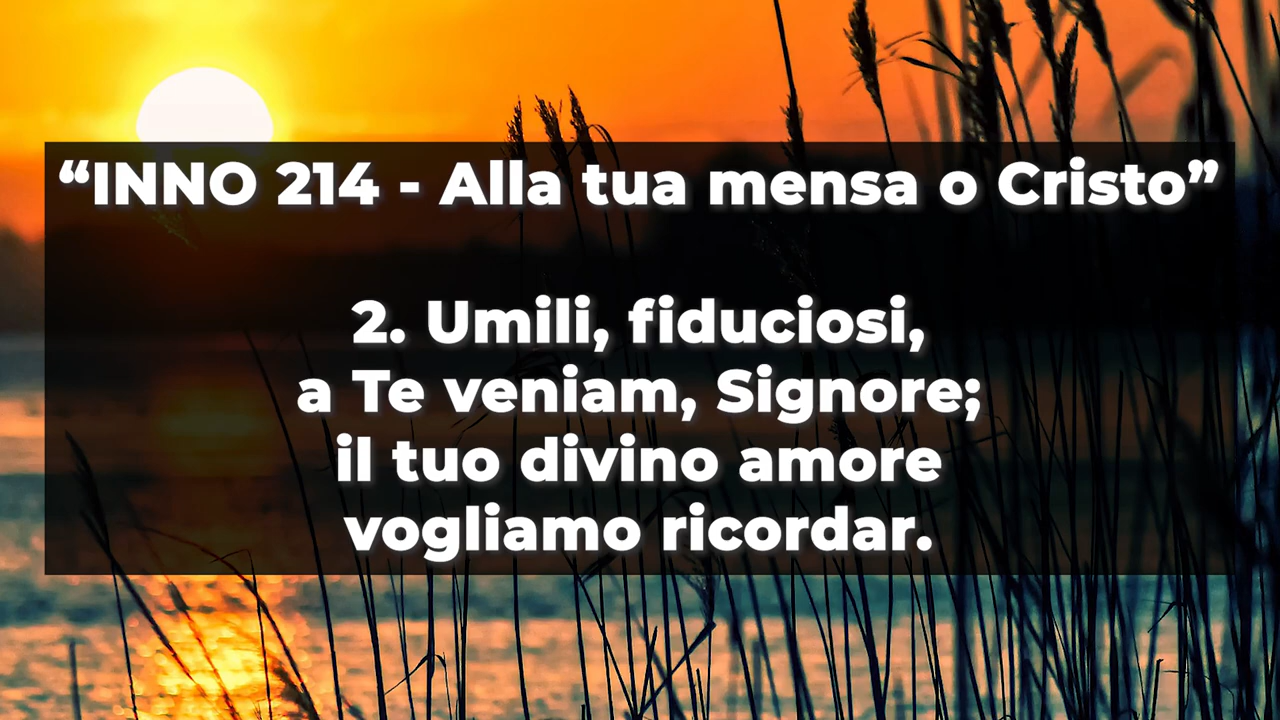 “INNO 214 - Alla tua mensa o Cristo”
2. Umili, fiduciosi,
a Te veniam, Signore;
il tuo divino amore
vogliamo ricordar.